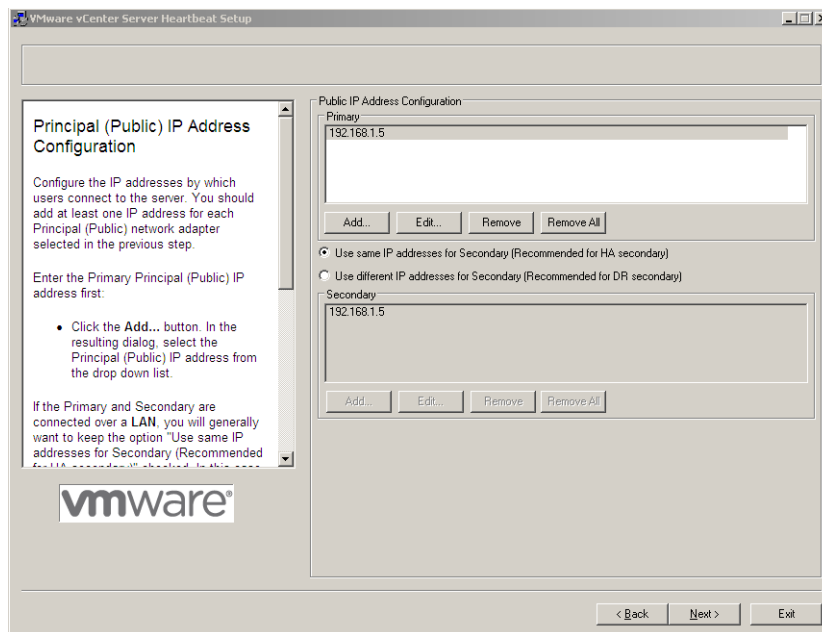 VMware vCenter Server Heartbeat Setup
Principal (Public) IP Address
Configuration
Configure the IP addresses by which
users connect to the server. You should
add at least one IP address for each
Principal (Public) network adapter
selected in the previous step.
Enter the Primary Principal (Public) IP
address first:
• Click the Add... button. In the
resulting dialog, select the
Principal (Public) IP address from
the drop down list.
If the Primary and Secondary are
connected over a LAN, you will generally
want to keep the option "Use same IP
addresses for Secondary (Recommended
for HA secondary)" checked. In this case
vmware®
Public IP Address Configuration
Primary
192.168.1.5
Add... Edit... Remove Remove All
Use same IP addresses for Secondary (Recommended for HA secondary)
Use different IP addresses for Secondary (Recommended for DR secondary)
Secondary
192.168.1.5
Add... Edit... Remove Remove All
< Back Next > Exit